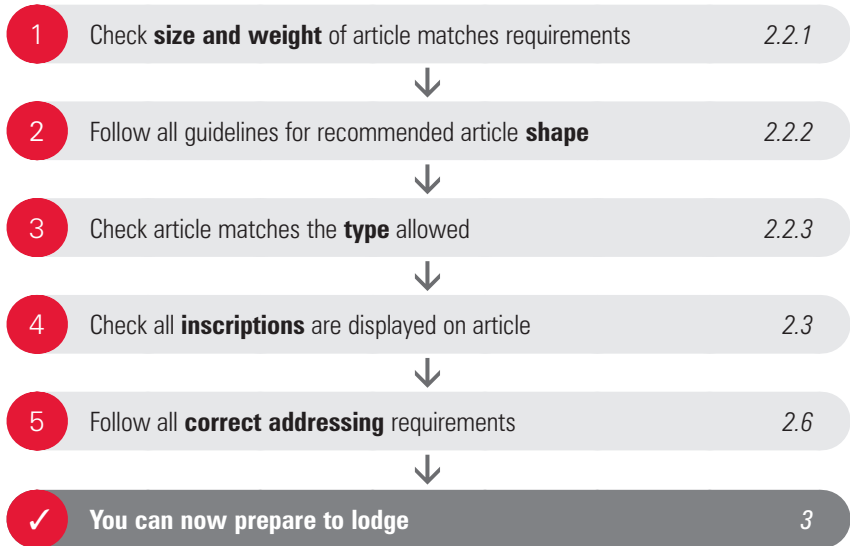 1 Check size and weight of article matches requirements 2.2.1
2 Follow all guidelines for recommended article shape 2.2.2
3 Check article matches the type allowed 2.2.3
4 Check all inscriptions are displayed on article 2.3
5 Follow all correct addressing requirements 2.6
✓ You can now prepare to lodge 3